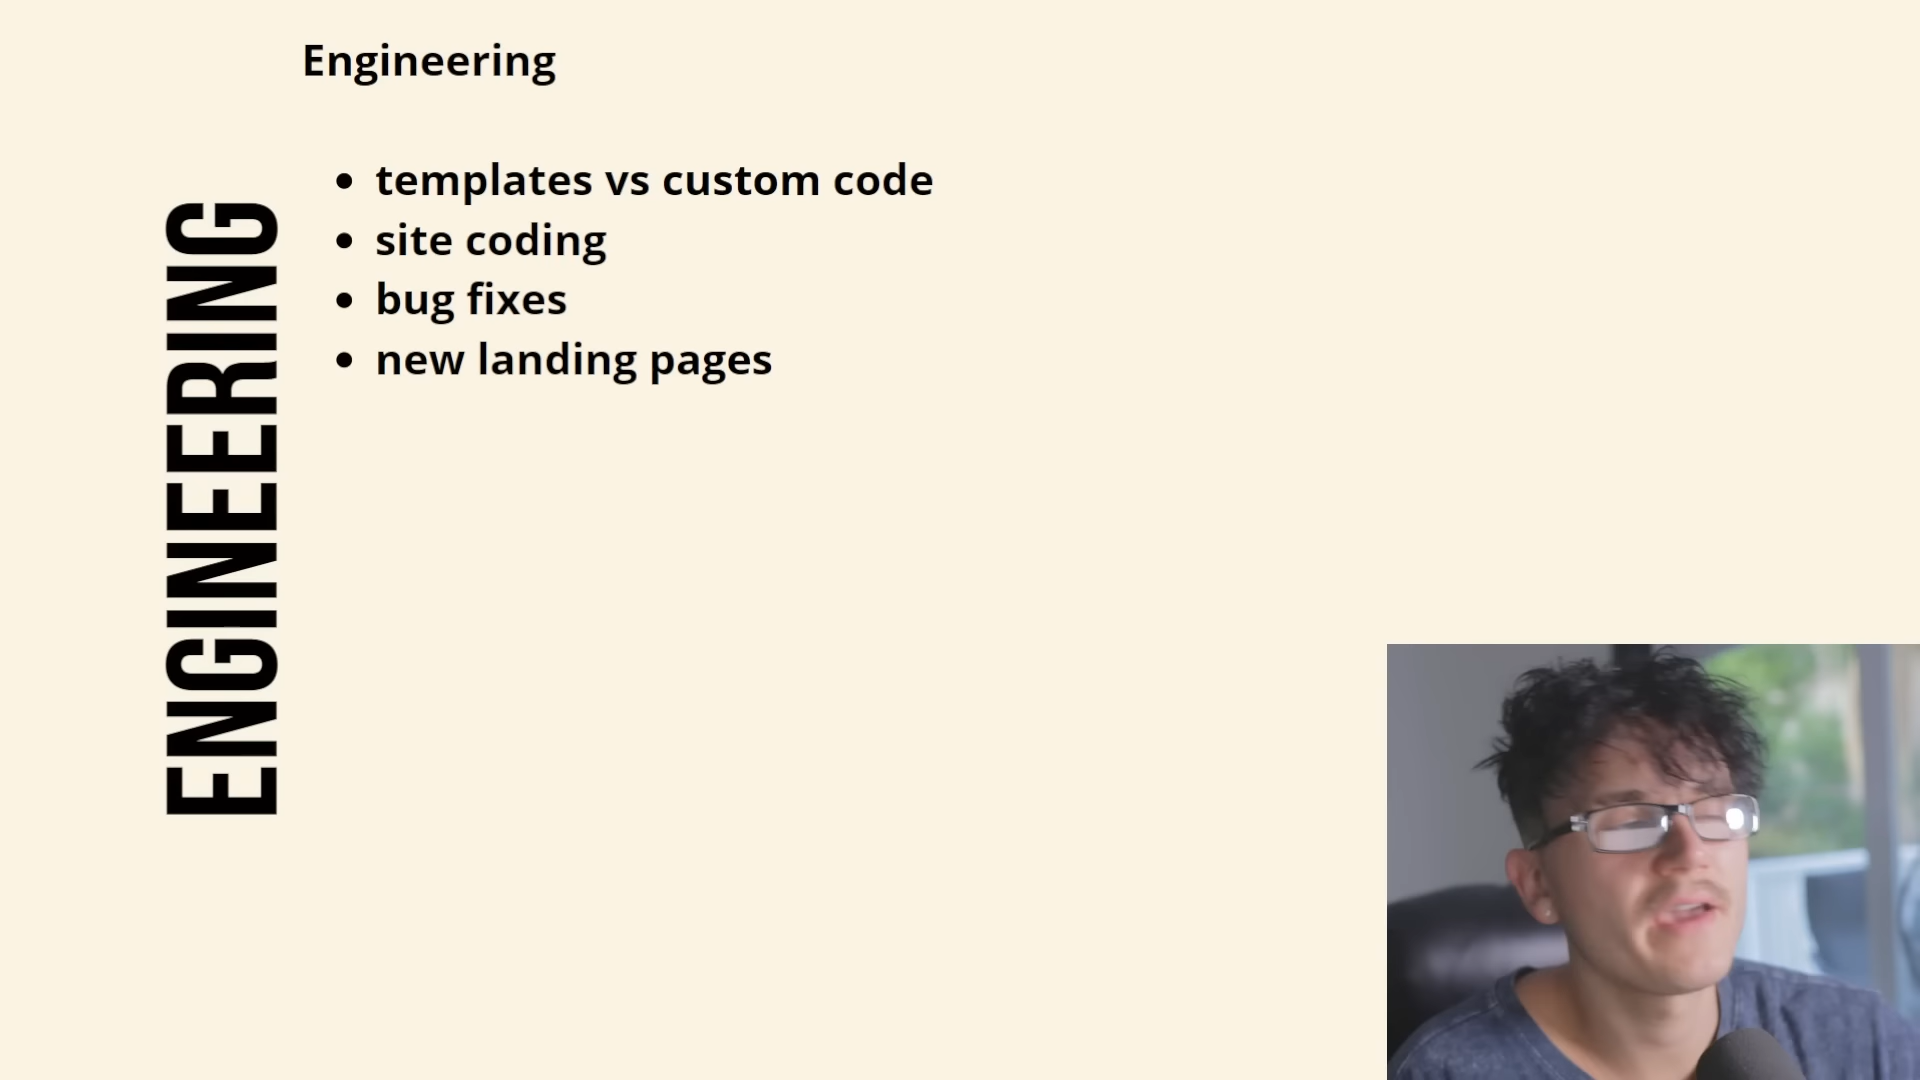 Engineering
templates vs custom code
site coding
bug fixes
new landing pages
ENGINEERING